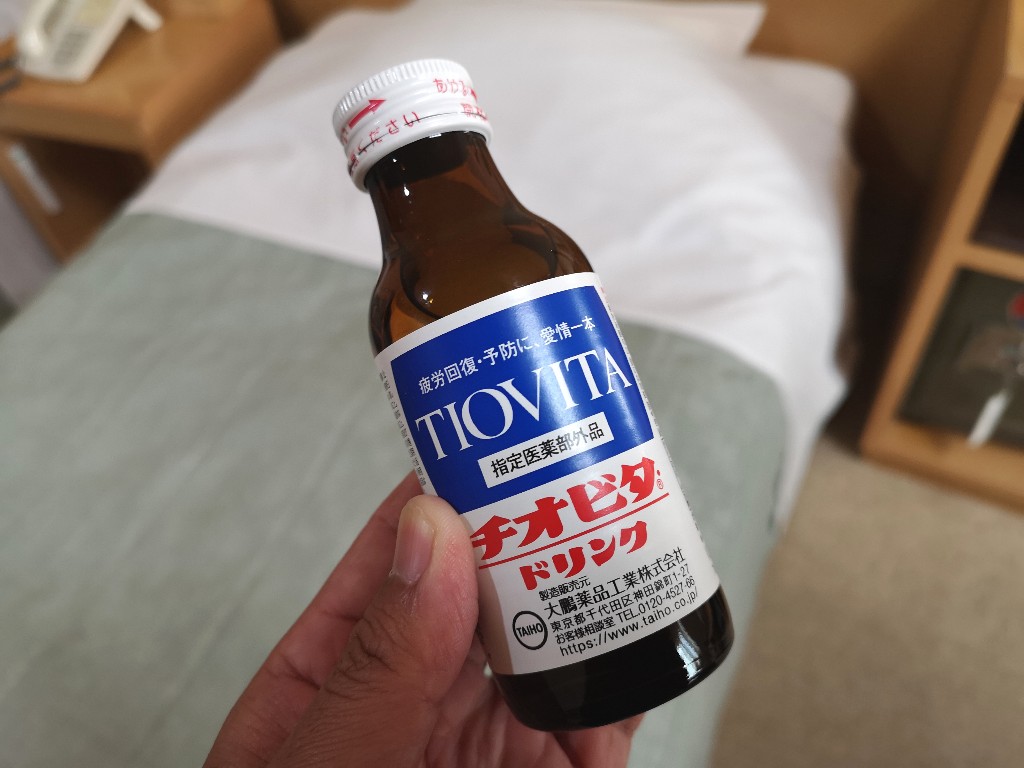 疲労回復・予防に、愛情一本
TIOVITA
指定医薬部外品
チオビタ®
ドリンク
製造販売元
大鵬薬品工業株式会社
東京都千代田区神田錦町1-27
お客様相談室 TEL.0120-4527-66
https://www.taiho.co.jp/
TAIHO